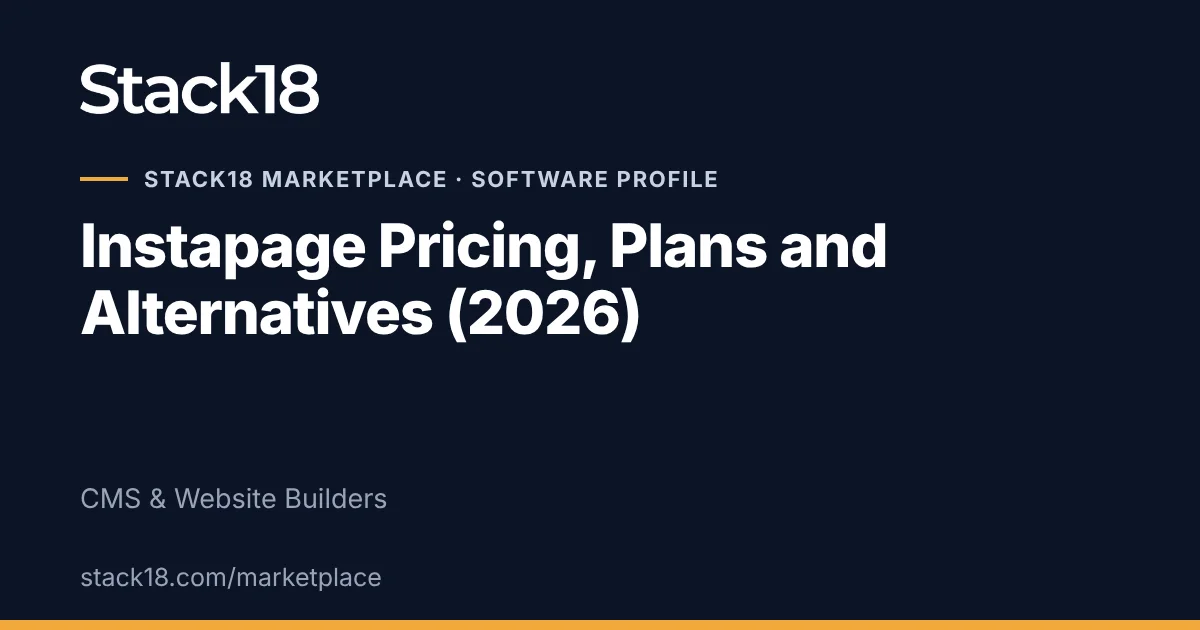 Stack18
STACK18 MARKETPLACE · SOFTWARE PROFILE
Instapage Pricing, Plans and
Alternatives (2026)
CMS & Website Builders
stack18.com/marketplace